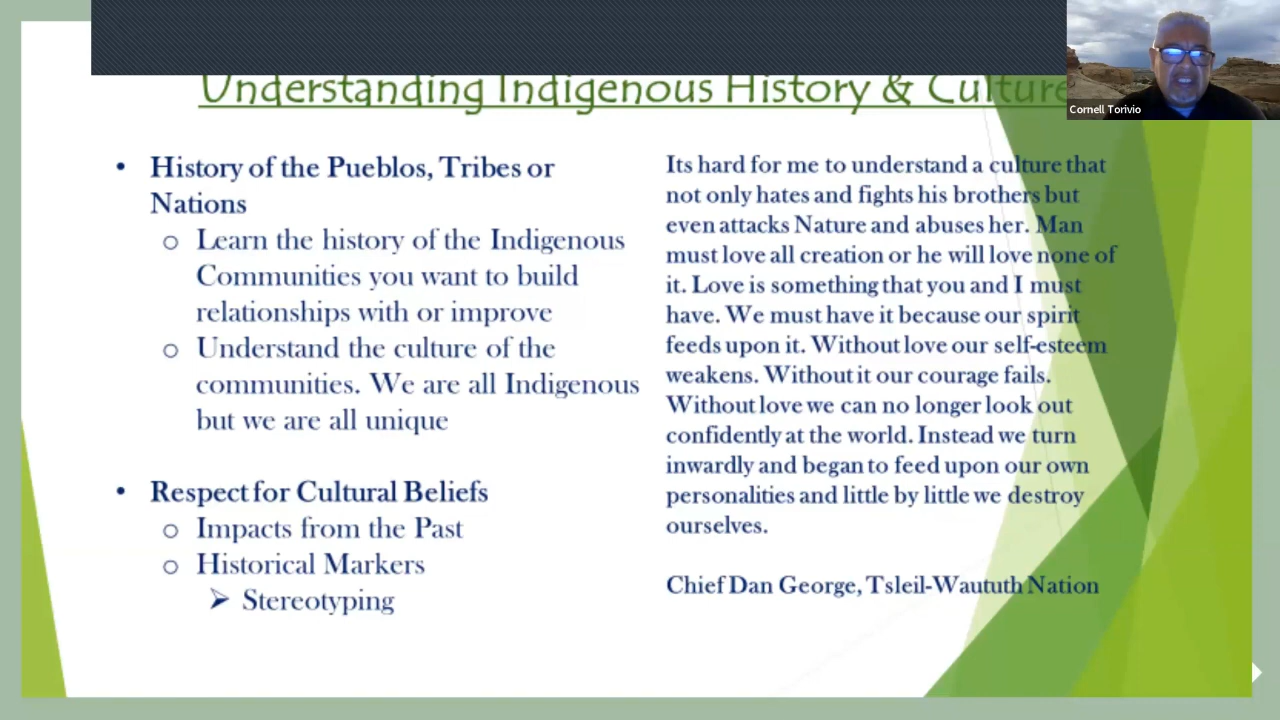 Understanding Indigenous History & Culture
Cornell Torivio
• History of the Pueblos, Tribes or
Nations
o Learn the history of the Indigenous
Communities you want to build
relationships with or improve
o Understand the culture of the
communities. We are all Indigenous
but we are all unique
• Respect for Cultural Beliefs
o Impacts from the Past
o Historical Markers
➢ Stereotyping
Its hard for me to understand a culture that
not only hates and fights his brothers but
even attacks Nature and abuses her. Man
must love all creation or he will love none of
it. Love is something that you and I must
have. We must have it because our spirit
feeds upon it. Without love our self-esteem
weakens. Without it our courage fails.
Without love we can no longer look out
confidently at the world. Instead we turn
inwardly and began to feed upon our own
personalities and little by little we destroy
ourselves.
Chief Dan George, Tsleil-Waututh Nation